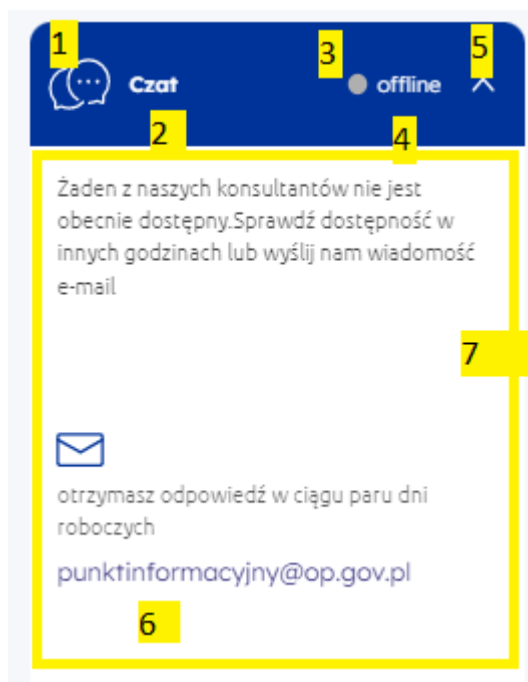 1
3
5
Czat
offline
2
4
Żaden z naszych konsultantów nie jest
obecnie dostępny.Sprawdź dostępność w
innych godzinach lub wyślij nam wiadomość
e-mail
7
otrzymasz odpowiedź w ciągu paru dni
roboczych
punktinformacyjny@op.gov.pl
6